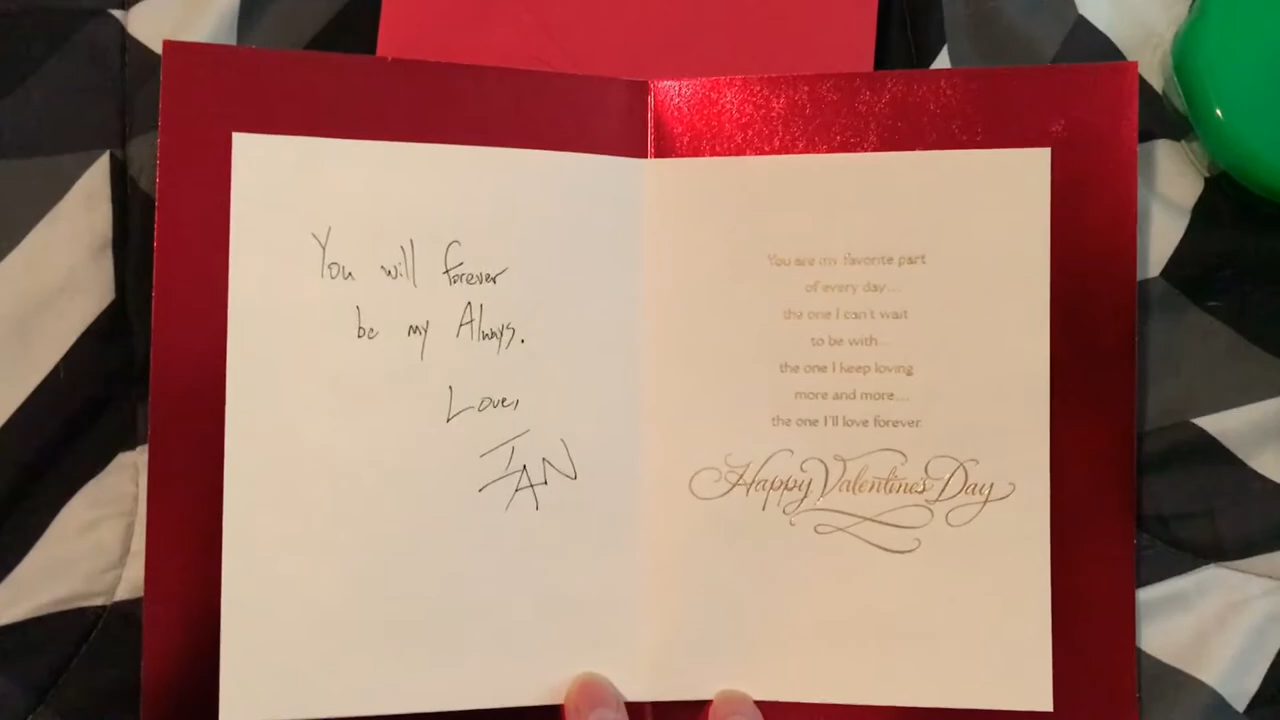 You will forever
be my Always.
Love,
IAN
You are my favorite part
of every day...
the one I can't wait
to be with...
the one I keep loving
more and more...
the one I'll love forever.
Happy Valentine's Day